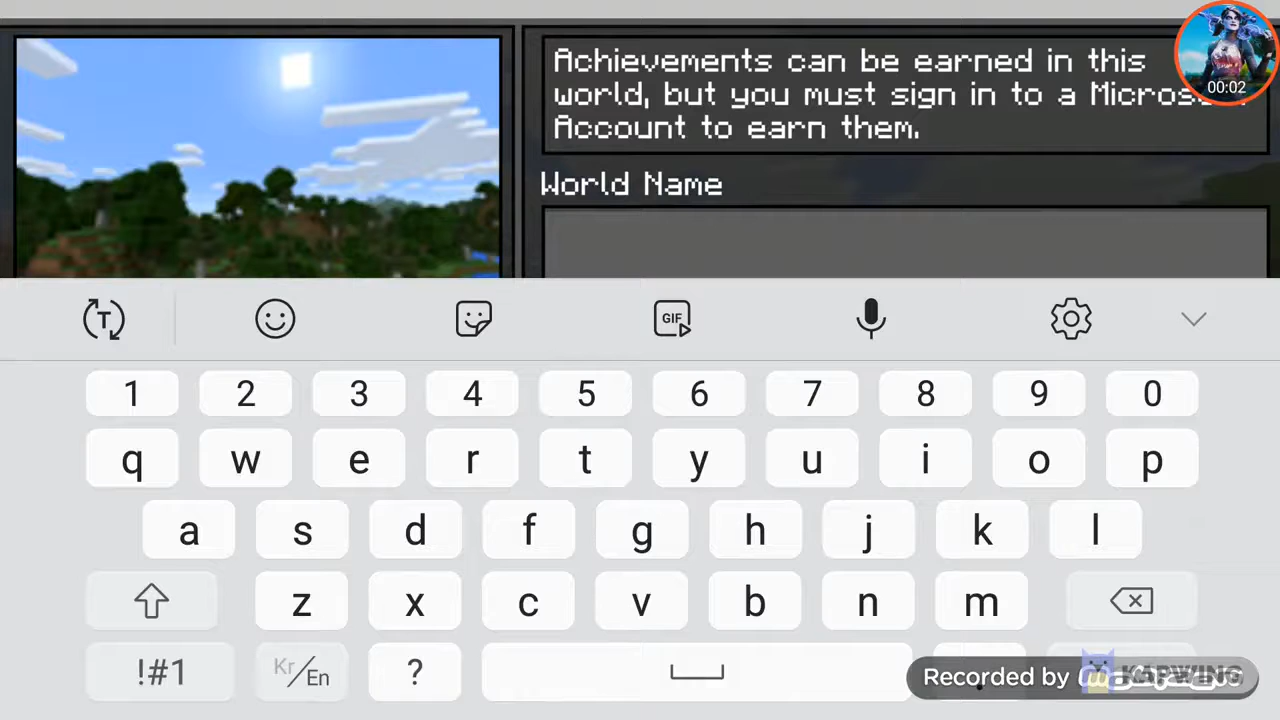 Achievements can be earned in this
world, but you must sign in to a
Account to earn them.
00:02
World Name
T
GIF
1 2 3 4 5 6 7 8 9 0
q w e r t y u i o p
a s d f g h j k l
z x c v b n m
!#1 Kr/En ?
Recorded by
KAPWING